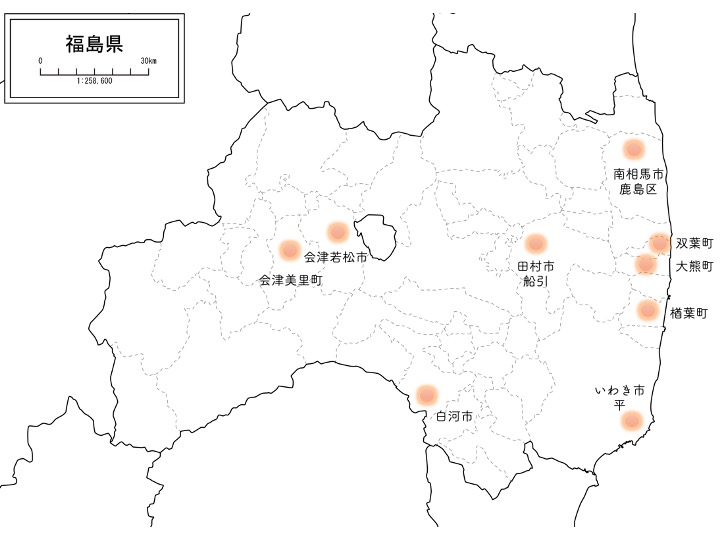 福島県
0 30km
1:258,600
南相馬市
鹿島区
双葉町
会津若松市
田村市
船引
大熊町
会津美里町
楢葉町
いわき市
平
白河市